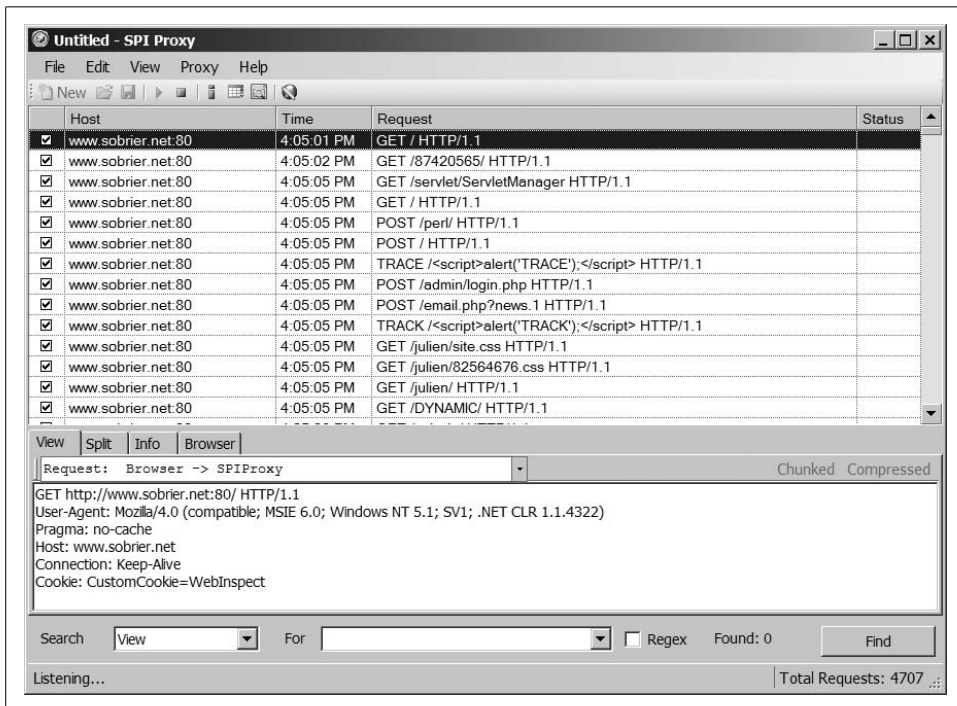 Untitled - SPI Proxy
File Edit View Proxy Help
New
Host Time Request Status
www.sobrier.net:80 4:05:01 PM GET / HTTP/1.1
www.sobrier.net:80 4:05:02 PM GET /87420565/ HTTP/1.1
www.sobrier.net:80 4:05:05 PM GET /servlet/ServletManager HTTP/1.1
www.sobrier.net:80 4:05:05 PM GET / HTTP/1.1
www.sobrier.net:80 4:05:05 PM POST /perl/ HTTP/1.1
www.sobrier.net:80 4:05:05 PM POST / HTTP/1.1
www.sobrier.net:80 4:05:05 PM TRACE /<script>alert('TRACE');</script> HTTP/1.1
www.sobrier.net:80 4:05:05 PM POST /admin/login.php HTTP/1.1
www.sobrier.net:80 4:05:05 PM POST /email.php?news.1 HTTP/1.1
www.sobrier.net:80 4:05:05 PM TRACK /<script>alert('TRACK');</script> HTTP/1.1
www.sobrier.net:80 4:05:05 PM GET /julien/site.css HTTP/1.1
www.sobrier.net:80 4:05:05 PM GET /julien/82564676.css HTTP/1.1
www.sobrier.net:80 4:05:05 PM GET /julien/ HTTP/1.1
www.sobrier.net:80 4:05:05 PM GET /DYNAMIC/ HTTP/1.1
View Split Info Browser
Request: Browser -> SPIProxy Chunked Compressed
GET http://www.sobrier.net:80/ HTTP/1.1
User-Agent: Mozilla/4.0 (compatible; MSIE 6.0; Windows NT 5.1; SV1; .NET CLR 1.1.4322)
Pragma: no-cache
Host: www.sobrier.net
Connection: Keep-Alive
Cookie: CustomCookie=WebInspect
Search View For Regex Found: 0 Find
Listening... Total Requests: 4707